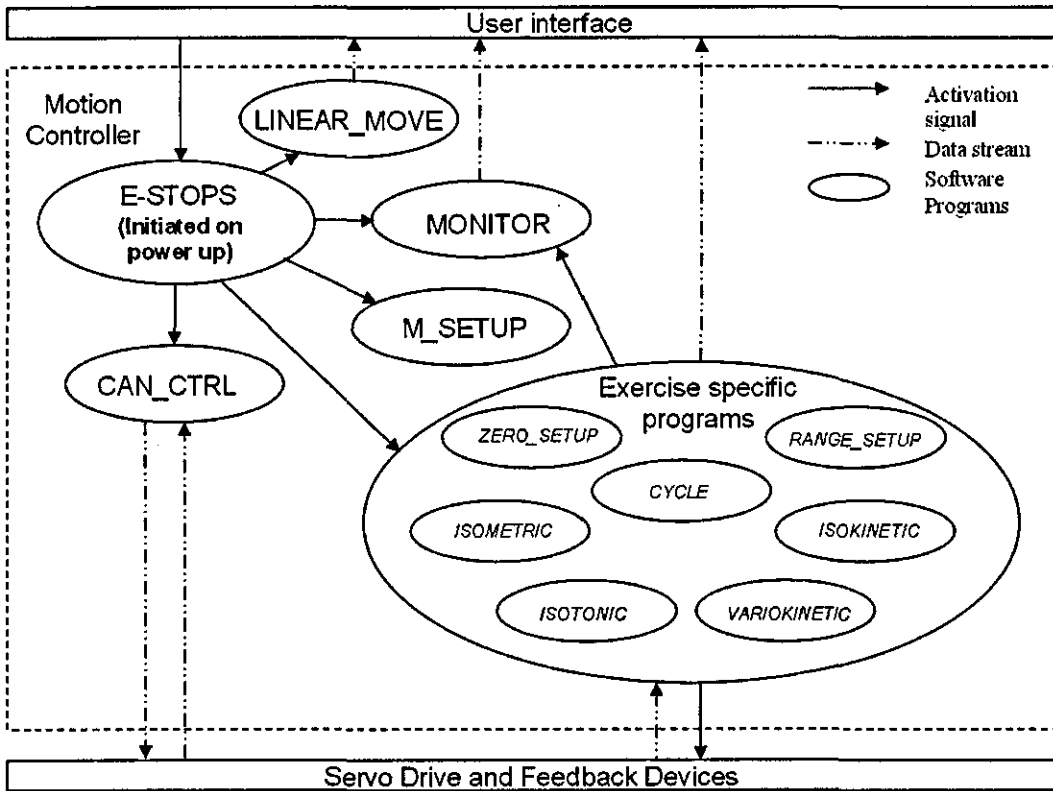 User interface
Motion
Controller
LINEAR_MOVE
Activation
signal
Data stream
Software
Programs
E-STOPS
(Initiated on
power up)
MONITOR
M_SETUP
CAN_CTRL
Exercise specific
programs
ZERO_SETUP
RANGE_SETUP
CYCLE
ISOMETRIC
ISOKINETIC
ISOTONIC
VARIOKINETIC
Servo Drive and Feedback Devices